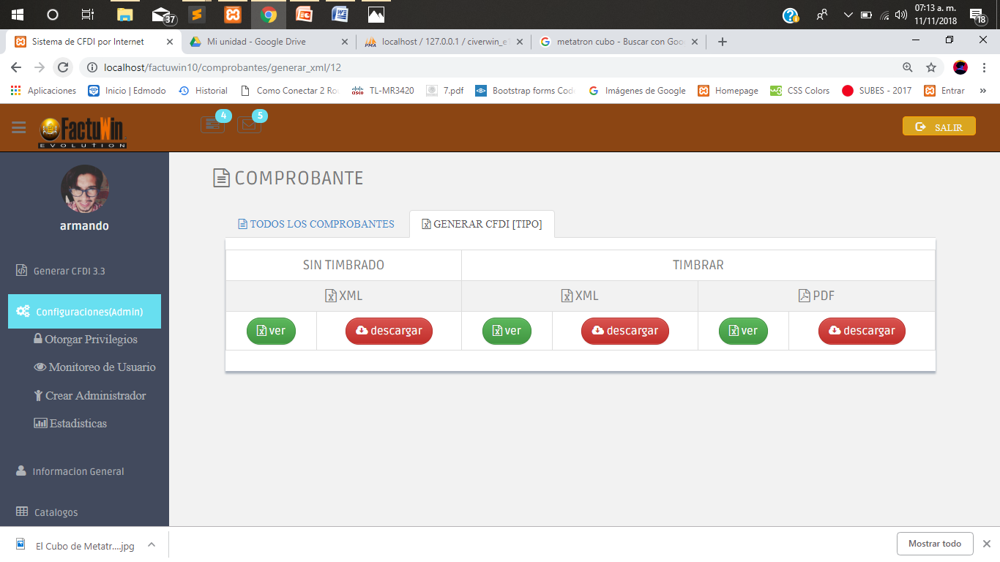 37
07:13 a. m.
11/11/2018
18
Sistema de CFDI por Internet
Mi unidad - Google Drive
localhost / 127.0.0.1 / civerwin_e
metatron cubo - Buscar con Goo
localhost/factuwin10/comprobantes/generar_xml/12
Aplicaciones
Inicio | Edmodo
Historial
Como Conectar 2 Ro
TL-MR3420
7.pdf
Bootstrap forms Cod
Imágenes de Google
Homepage
CSS Colors
SUBES - 2017
Entrar
»
FactuWin
EVOLUTION
4
5
SALIR
armando
Generar CFDI 3.3
Configuraciones(Admin)
Otorgar Privilegios
Monitoreo de Usuario
Crear Administrador
Estadisticas
Informacion General
Catalogos
COMPROBANTE
TODOS LOS COMPROBANTES
GENERAR CFDI [TIPO]
SIN TIMBRADO
TIMBRAR
XML
XML
PDF
ver
descargar
ver
descargar
ver
descargar
El Cubo de Metatr....jpg
Mostrar todo